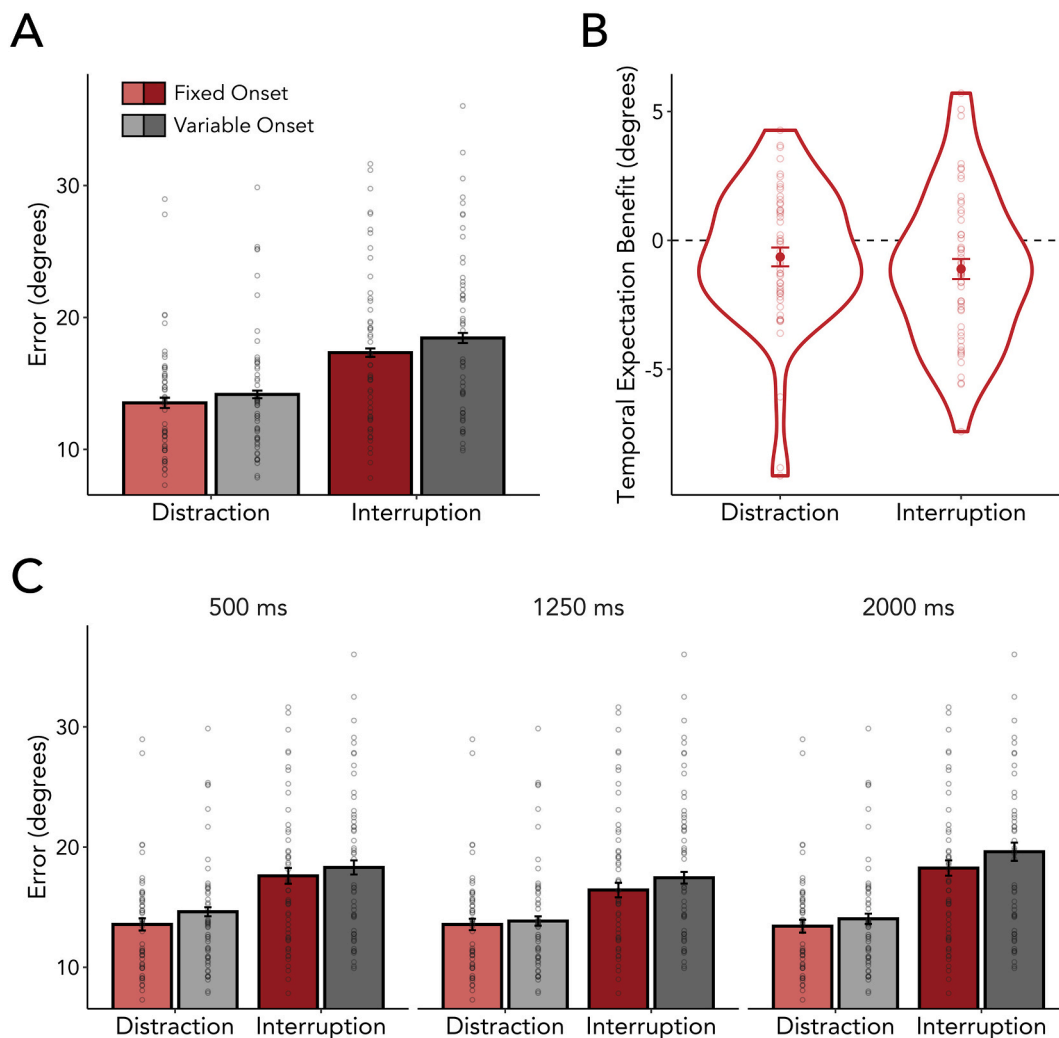 A
Fixed Onset
Variable Onset
Error (degrees)
30
20
10
Distraction
Interruption
B
Temporal Expectation Benefit (degrees)
5
0
-5
Distraction
Interruption
C
500 ms
1250 ms
2000 ms
Error (degrees)
30
20
10
Distraction
Interruption
Distraction
Interruption
Distraction
Interruption